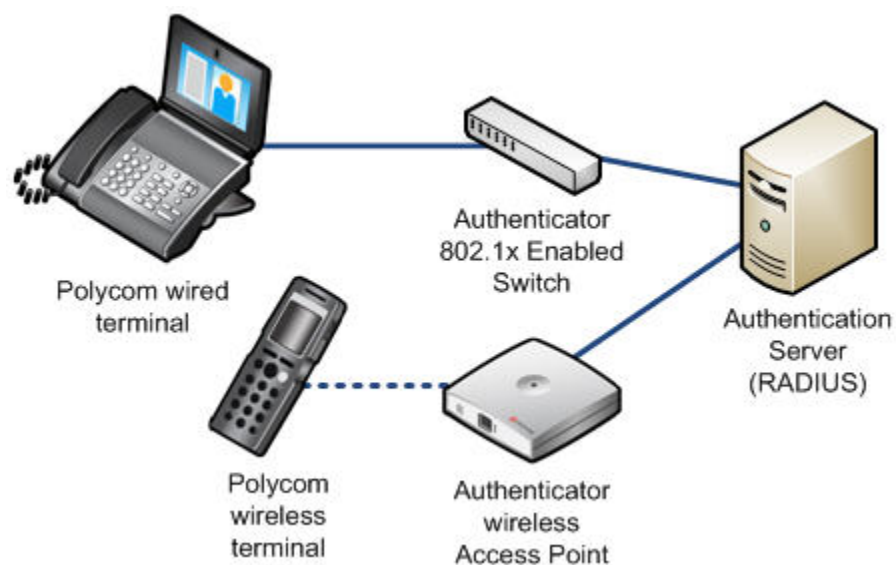 Polycom wired
terminal
Authenticator
802.1x Enabled
Switch
Authentication
Server
(RADIUS)
Polycom
wireless
terminal
Authenticator
wireless
Access Point